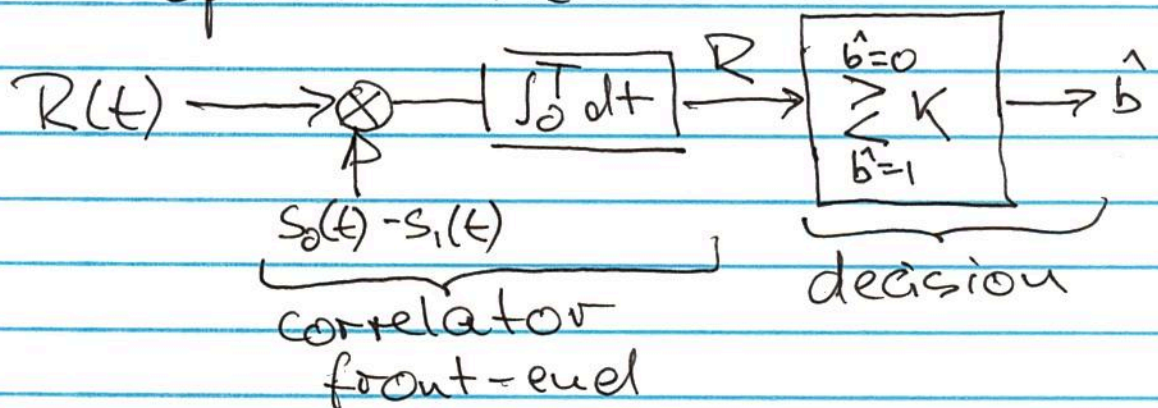 R(t) → ⊗ ∫₀ᵀ dt R b̂=0 ≷ K b̂=1 → b̂
S₀(t) - S₁(t)
correlator
front-end
decision